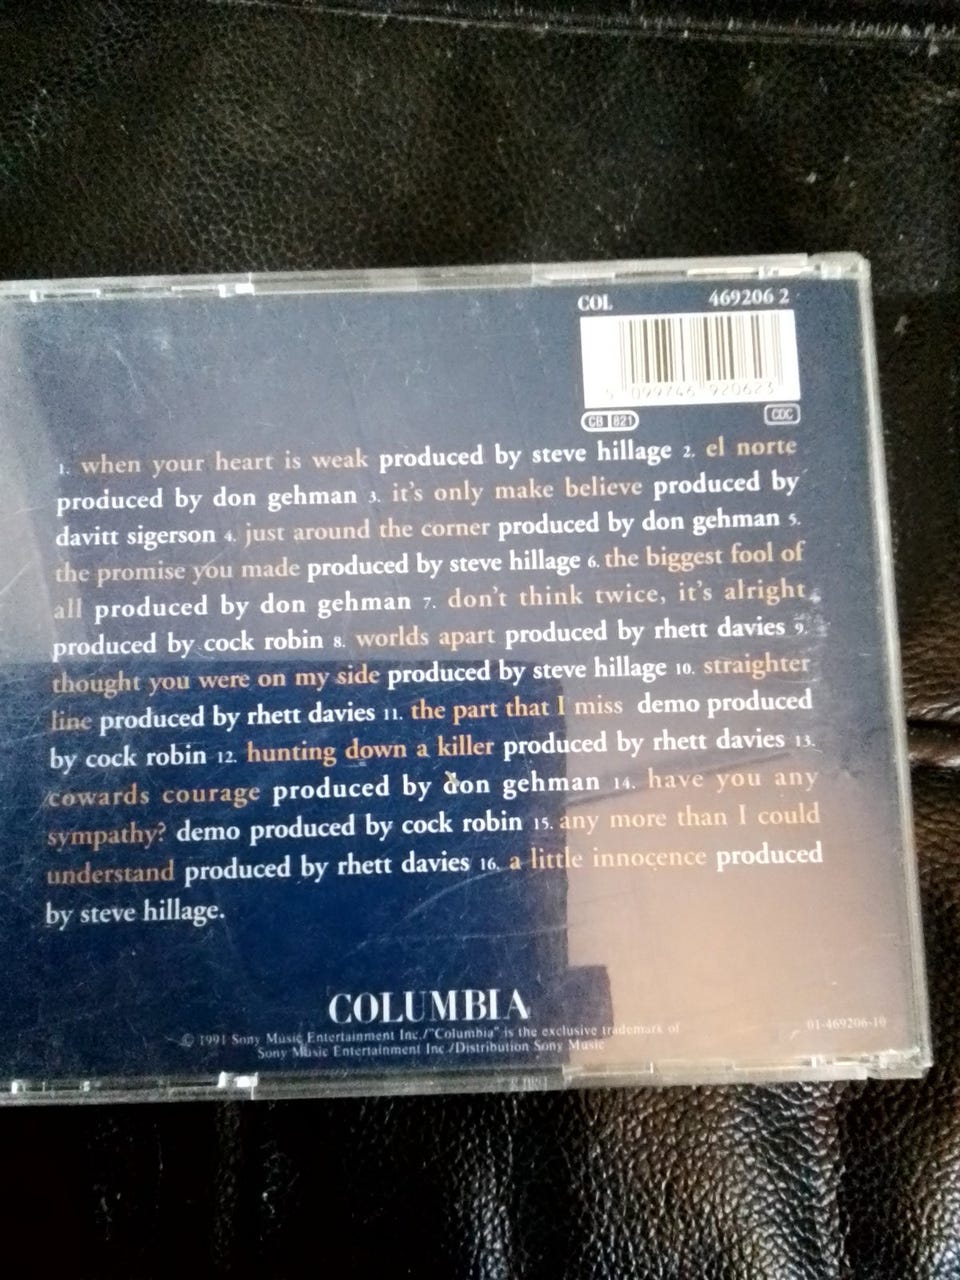 COL 469206 2
5 099746 920623
CB 821 CDC
1. when your heart is weak produced by steve hillage 2. el norte
produced by don gehman 3. it's only make believe produced by
davitt sigerson 4. just around the corner produced by don gehman 5.
the promise you made produced by steve hillage 6. the biggest fool of
all produced by don gehman 7. don't think twice, it's alright
produced by cock robin 8. worlds apart produced by rhett davies 9.
thought you were on my side produced by steve hillage 10. straighter
line produced by rhett davies 11. the part that I miss demo produced
by cock robin 12. hunting down a killer produced by rhett davies 13.
cowards courage produced by don gehman 14. have you any
sympathy? demo produced by cock robin 15. any more than I could
understand produced by rhett davies 16. a little innocence produced
by steve hillage.
COLUMBIA
© 1991 Sony Music Entertainment Inc./"Columbia" is the exclusive trademark of
Sony Music Entertainment Inc./Distribution Sony Music
01-469206-10